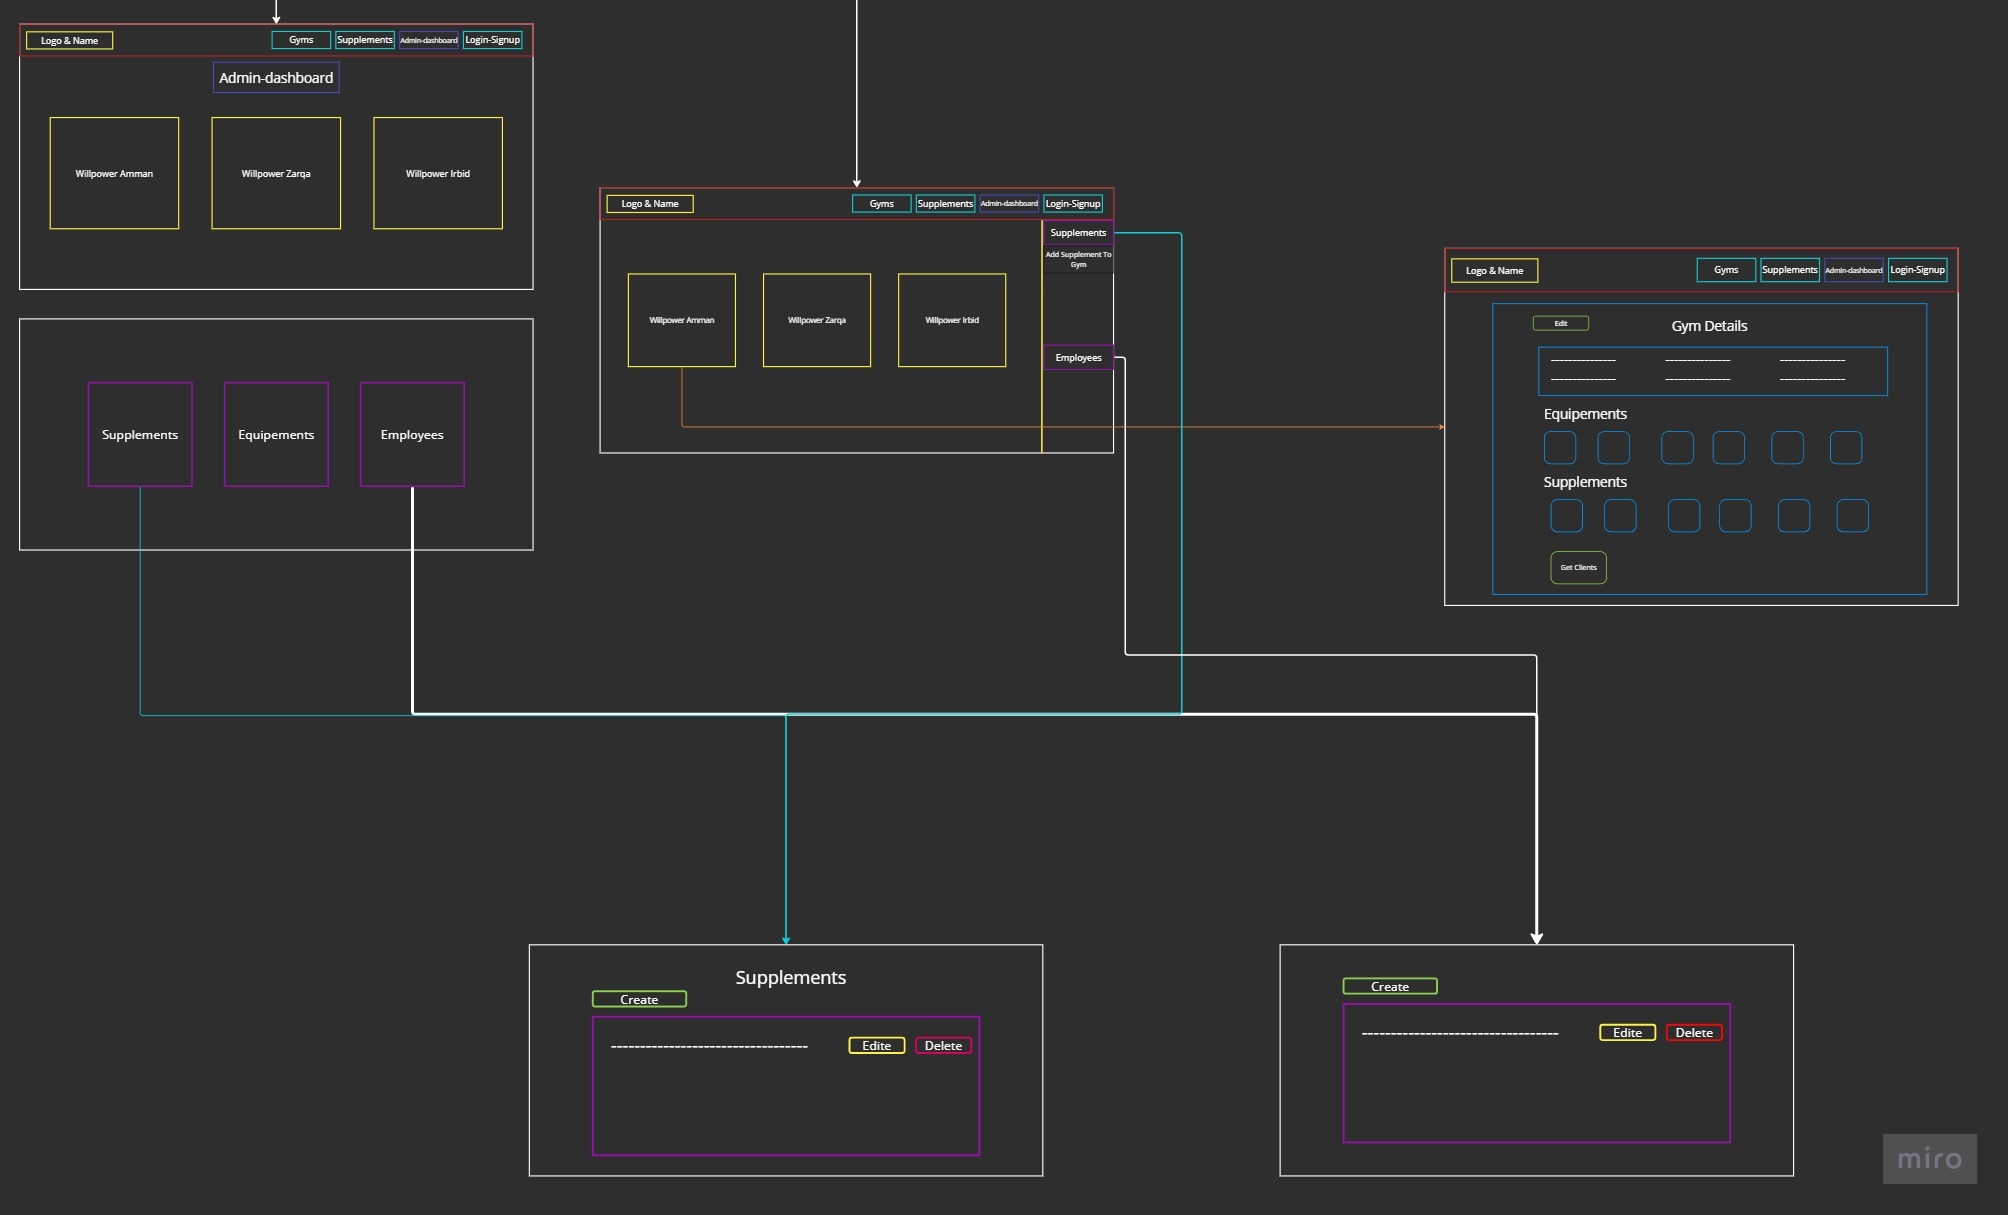 Logo & Name
Gyms
Supplements
Admin-dashboard
Login-Signup
Admin-dashboard
Willpower Amman
Willpower Zarqa
Willpower Irbid
Supplements
Equipements
Employees
Logo & Name
Gyms
Supplements
Admin-dashboard
Login-Signup
Supplements
Add Supplement To
Gym
Willpower Amman
Willpower Zarqa
Willpower Irbid
Employees
Logo & Name
Gyms
Supplements
Admin-dashboard
Login-Signup
Edit
Gym Details
Equipements
Supplements
Get Clients
Supplements
Create
Edite
Delete
Create
Edite
Delete
miro